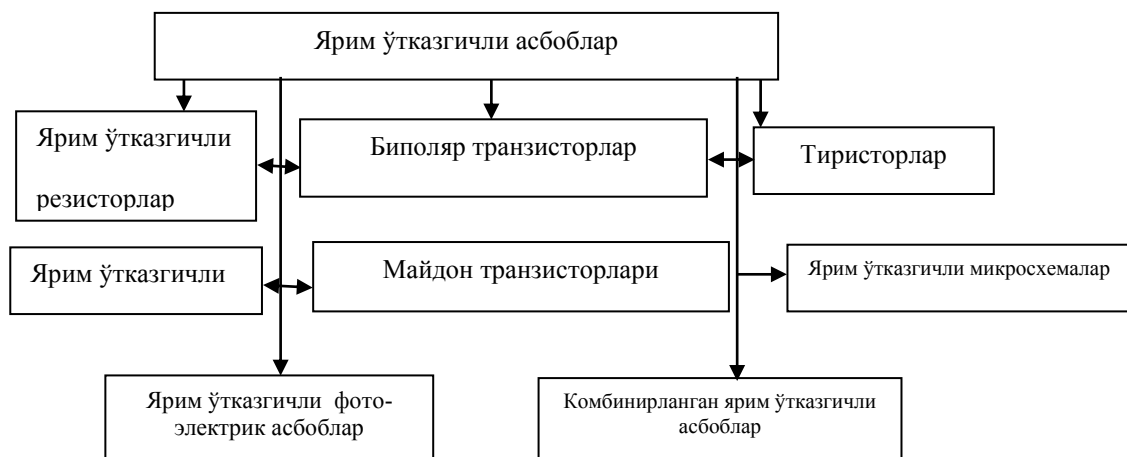 Ярим ўтказгичли асбоблар
Ярим ўтказгичли
резисторлар
Биполяр транзисторлар
Тиристорлар
Ярим ўтказгичли
Майдон транзисторлари
Ярим ўтказгичли микросхемалар
Ярим ўтказгичли фото-
электрик асбоблар
Комбинирланган ярим ўтказгичли
асбоблар